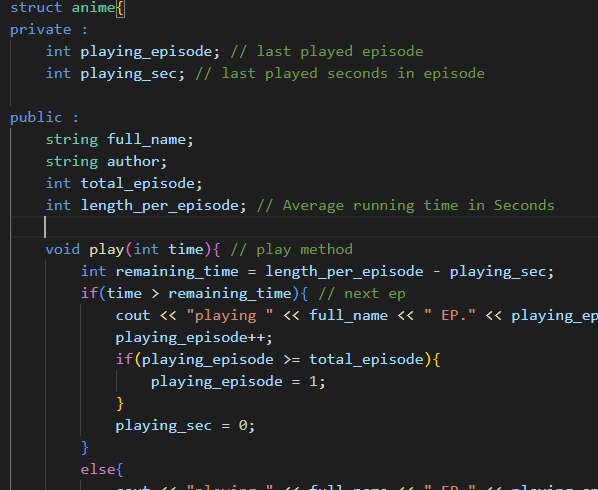 struct anime{
private :
int playing_episode; // last played episode
int playing_sec; // last played seconds in episode
public :
string full_name;
string author;
int total_episode;
int length_per_episode; // Average running time in Seconds
void play(int time){ // play method
int remaining_time = length_per_episode - playing_sec;
if(time > remaining_time){ // next ep
cout << "playing " << full_name << " EP." << playing_ep
playing_episode++;
if(playing_episode >= total_episode){
playing_episode = 1;
}
playing_sec = 0;
}
else{
cout << "playing " << full_name << " EP." << playing_ep